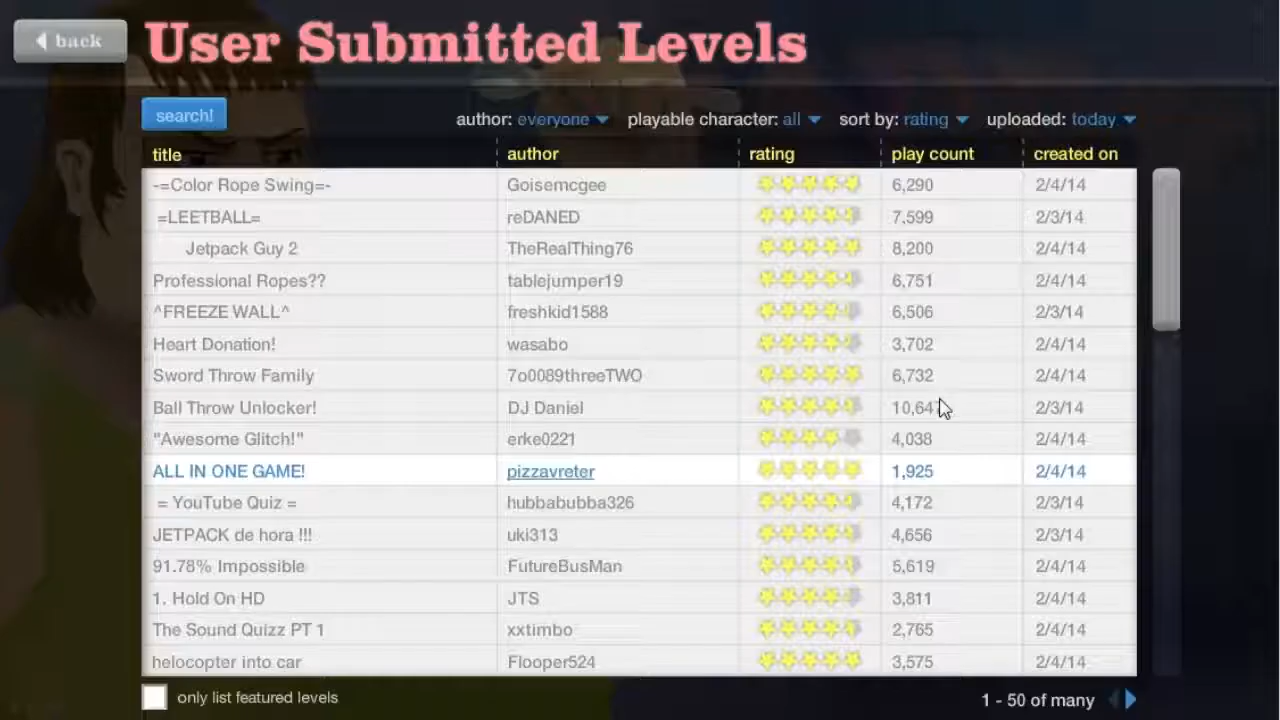 back
User Submitted Levels
search!
author: everyone playable character: all sort by: rating uploaded: today
title author rating play count created on
-=Color Rope Swing=- Goisemcgee 6,290 2/4/14
=LEETBALL= reDANED 7,599 2/3/14
Jetpack Guy 2 TheRealThing76 8,200 2/4/14
Professional Ropes?? tablejumper19 6,751 2/4/14
^FREEZE WALL^ freshkid1588 6,506 2/3/14
Heart Donation! wasabo 3,702 2/4/14
Sword Throw Family 7o0089threeTWO 6,732 2/4/14
Ball Throw Unlocker! DJ Daniel 2/3/14
"Awesome Glitch!" erke0221 4,038 2/4/14
ALL IN ONE GAME! pizzavreter 1,925 2/4/14
= YouTube Quiz = hubbabubba326 4,172 2/3/14
JETPACK de hora !!! uki313 4,656 2/4/14
91.78% Impossible FutureBusMan 5,619 2/4/14
1. Hold On HD JTS 3,811 2/4/14
The Sound Quizz PT 1 xxtimbo 2,765 2/4/14
helocopter into car Flooper524 3,575 2/4/14
only list featured levels 1 - 50 of many